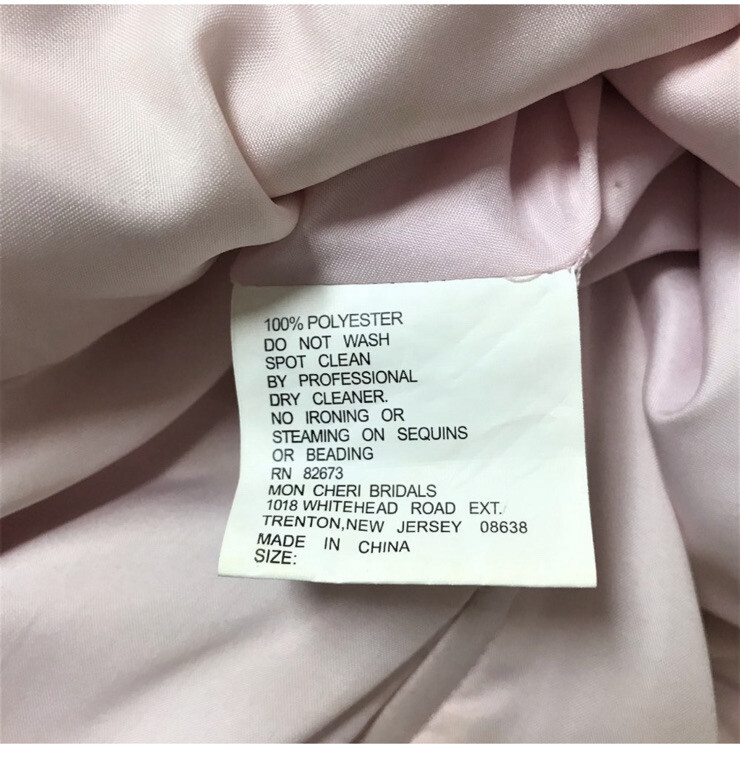 100% POLYESTER
DO NOT WASH
SPOT CLEAN
BY PROFESSIONAL
DRY CLEANER.
NO IRONING OR
STEAMING ON SEQUINS
OR BEADING
RN 82673
MON CHERI BRIDALS
1018 WHITEHEAD ROAD EXT.
TRENTON,NEW JERSEY 08638
MADE IN CHINA
SIZE: